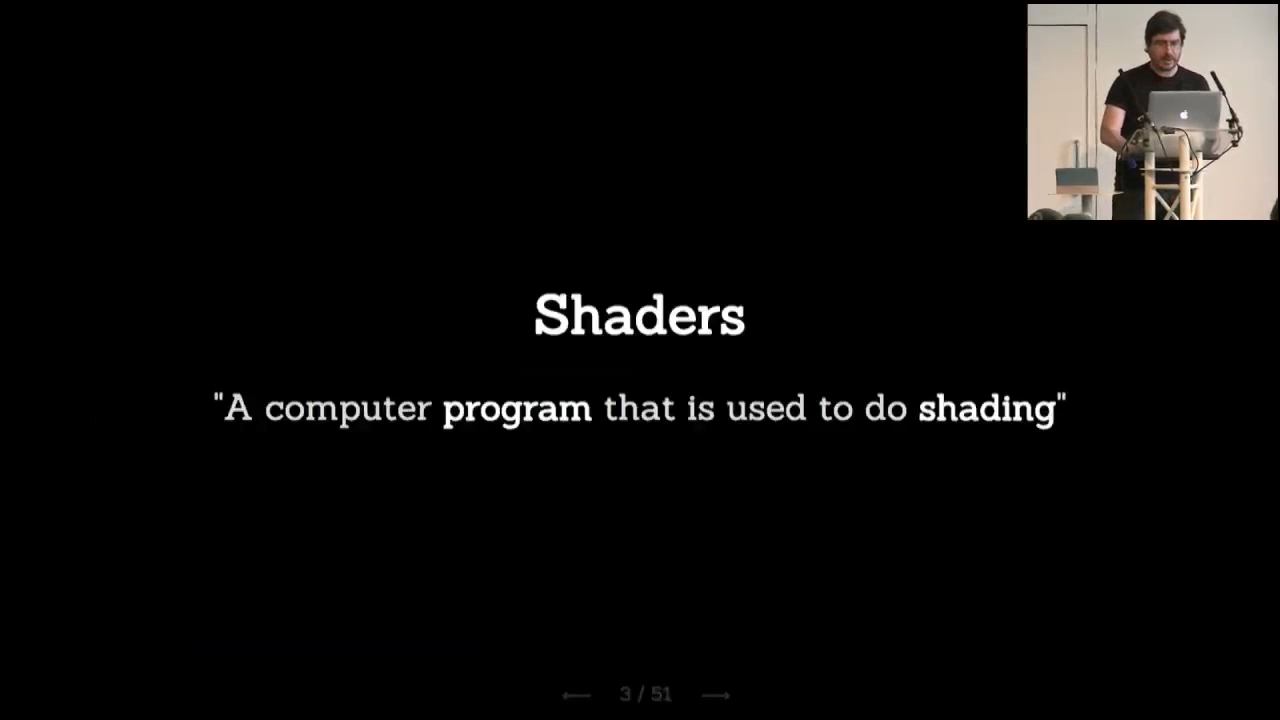 Shaders
"A computer program that is used to do shading"
← 3 / 51 →